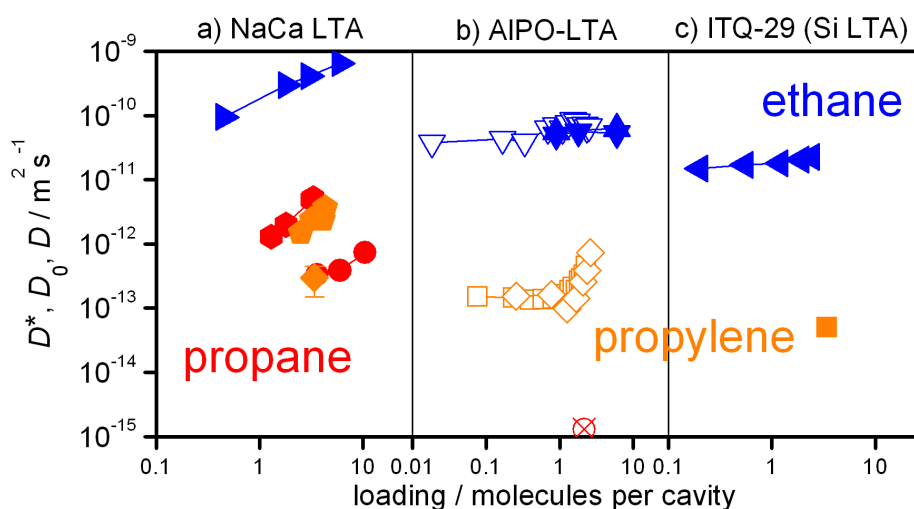 a) NaCa LTA
b) AlPO-LTA
c) ITQ-29 (Si LTA)
D*, D₀, D / m² s⁻¹
10⁻⁹
10⁻¹⁰
10⁻¹¹
10⁻¹²
10⁻¹³
10⁻¹⁴
10⁻¹⁵
ethane
propylene
propane
0.1
1
10
0.01
0.1
1
10
0.1
1
10
loading / molecules per cavity